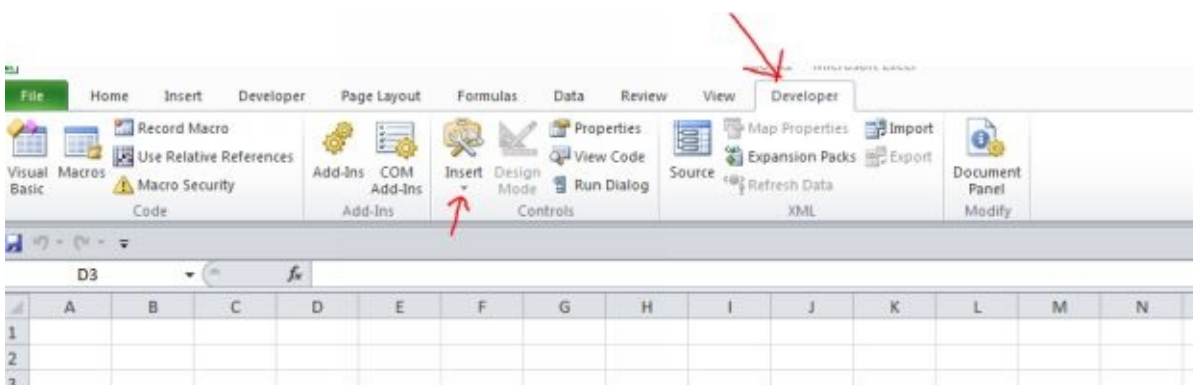 File Home Insert Developer Page Layout Formulas Data Review View Developer
Record Macro Properties Map Properties Import
Use Relative References View Code Expansion Packs Export
Visual Basic Macros Macro Security Add-Ins COM Add-Ins Insert Design Mode Run Dialog Source Refresh Data Document Panel
Code Add-Ins Controls XML Modify
D3 fx
A B C D E F G H I J K L M N
1
2
3